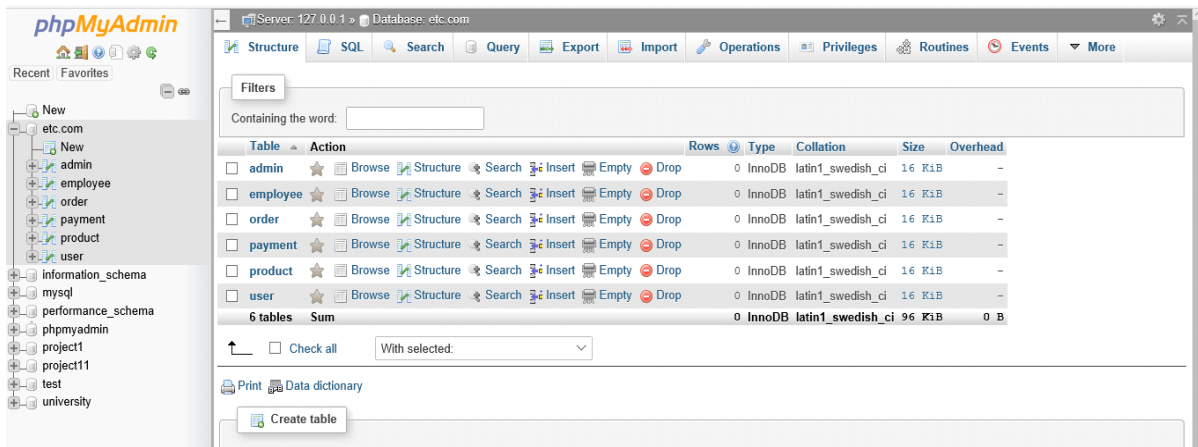 phpMyAdmin
Recent Favorites
New
etc.com
New
admin
employee
order
payment
product
user
information_schema
mysql
performance_schema
phpmyadmin
project1
project11
test
university
Server: 127.0.0.1 » Database: etc.com
Structure SQL Search Query Export Import Operations Privileges Routines Events More
Filters
Containing the word:
Table Action Rows Type Collation Size Overhead
admin Browse Structure Search Insert Empty Drop 0 InnoDB latin1_swedish_ci 16 KiB -
employee Browse Structure Search Insert Empty Drop 0 InnoDB latin1_swedish_ci 16 KiB -
order Browse Structure Search Insert Empty Drop 0 InnoDB latin1_swedish_ci 16 KiB -
payment Browse Structure Search Insert Empty Drop 0 InnoDB latin1_swedish_ci 16 KiB -
product Browse Structure Search Insert Empty Drop 0 InnoDB latin1_swedish_ci 16 KiB -
user Browse Structure Search Insert Empty Drop 0 InnoDB latin1_swedish_ci 16 KiB -
6 tables Sum 0 InnoDB latin1_swedish_ci 96 KiB 0 B
Check all With selected:
Print Data dictionary
Create table